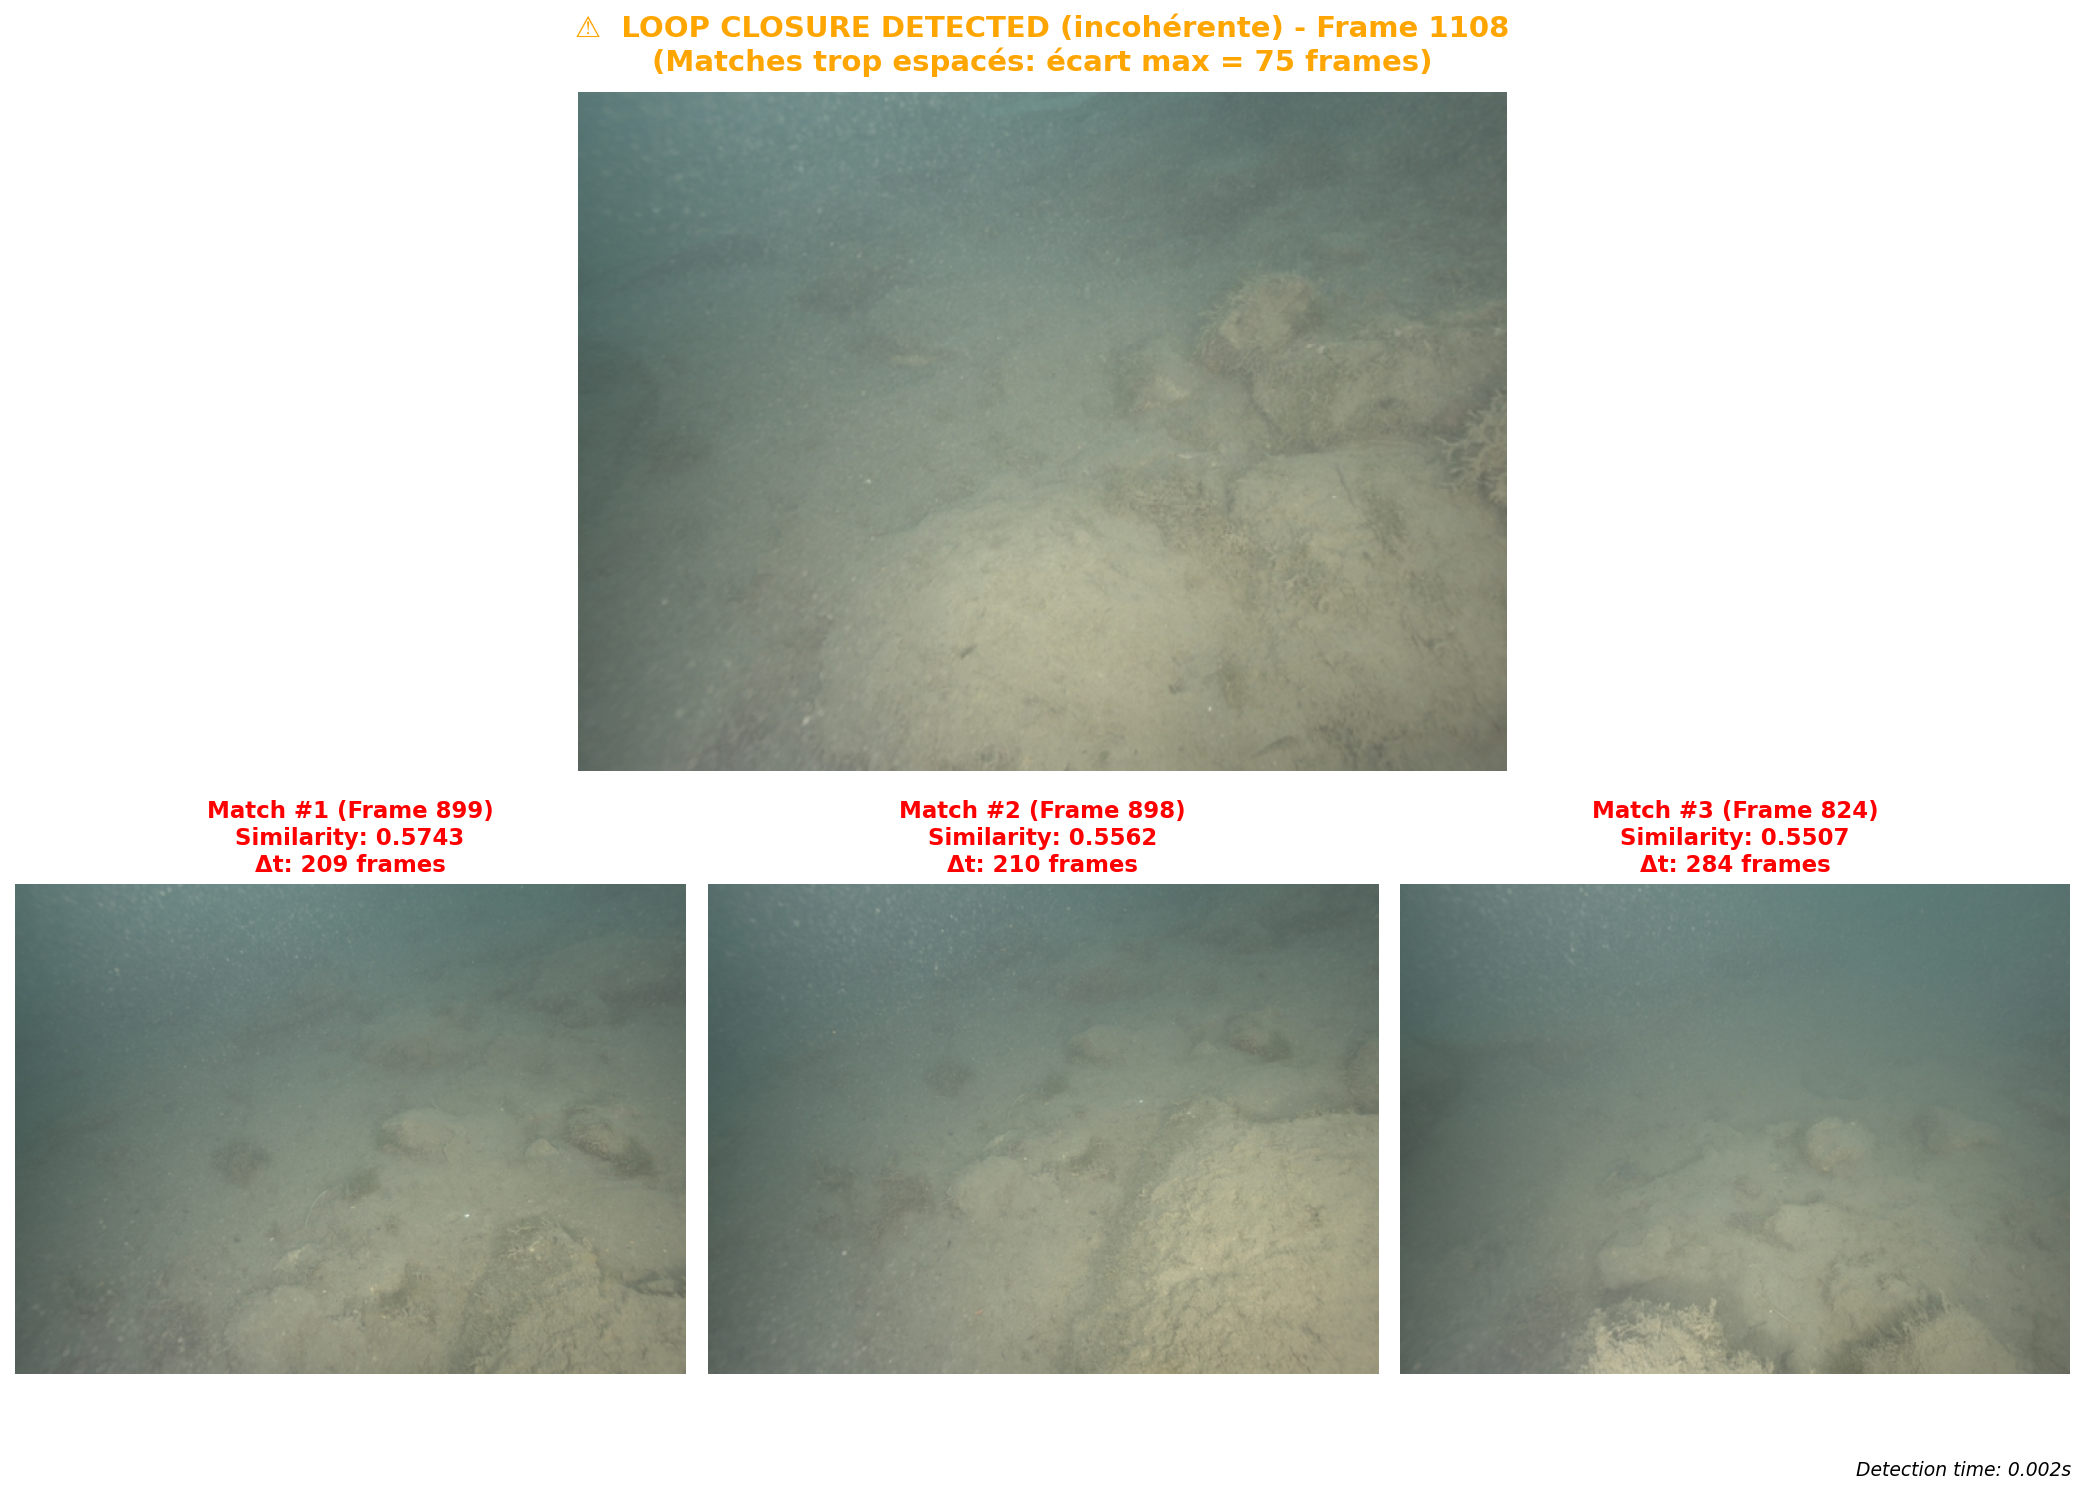 ⚠ LOOP CLOSURE DETECTED (incohérente) - Frame 1108
(Matches trop espacés: écart max = 75 frames)
Match #1 (Frame 899)
Similarity: 0.5743
Δt: 209 frames
Match #2 (Frame 898)
Similarity: 0.5562
Δt: 210 frames
Match #3 (Frame 824)
Similarity: 0.5507
Δt: 284 frames
Detection time: 0.002s